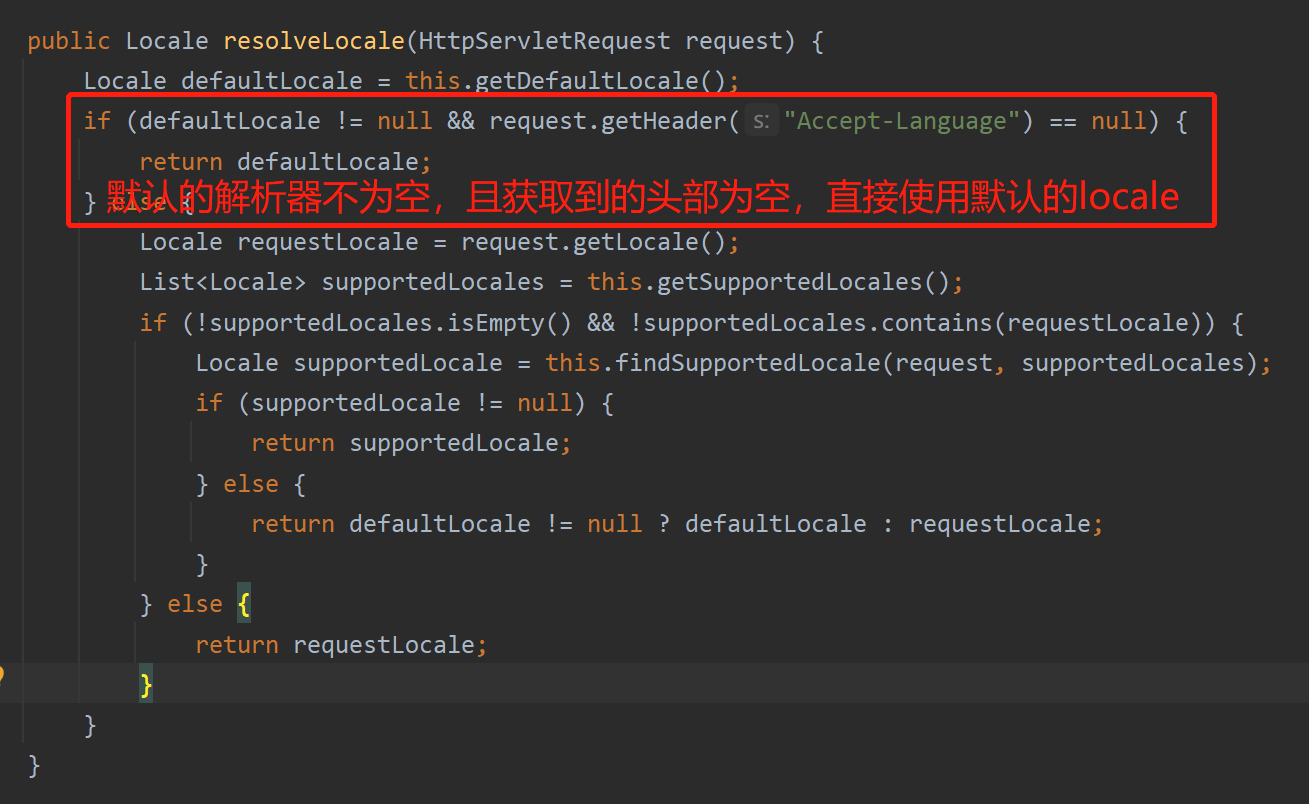 public Locale resolveLocale(HttpServletRequest request) {
Locale defaultLocale = this.getDefaultLocale();
if (defaultLocale != null && request.getHeader( s: "Accept-Language") == null) {
return defaultLocale;
} else {
默认的解析器不为空，且获取到的头部为空，直接使用默认的locale
Locale requestLocale = request.getLocale();
List<Locale> supportedLocales = this.getSupportedLocales();
if (!supportedLocales.isEmpty() && !supportedLocales.contains(requestLocale)) {
Locale supportedLocale = this.findSupportedLocale(request, supportedLocales);
if (supportedLocale != null) {
return supportedLocale;
} else {
return defaultLocale != null ? defaultLocale : requestLocale;
}
} else {
return requestLocale;
}
}
}